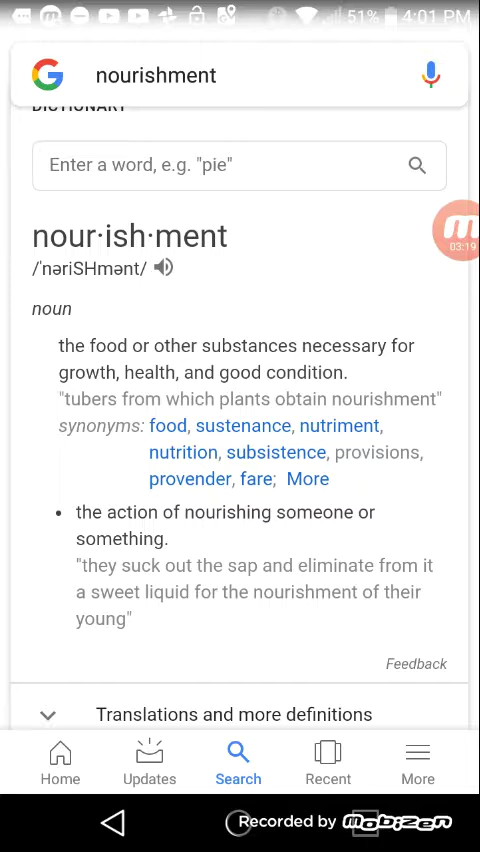 51% 4:01 PM
nourishment
DICTIONARY
Enter a word, e.g. "pie"
nour·ish·ment
03:19
/ˈnəriSHmənt/
noun
the food or other substances necessary for
growth, health, and good condition.
"tubers from which plants obtain nourishment"
synonyms: food, sustenance, nutriment,
nutrition, subsistence, provisions,
provender, fare; More
• the action of nourishing someone or
something.
"they suck out the sap and eliminate from it
a sweet liquid for the nourishment of their
young"
Feedback
Translations and more definitions
Home Updates Search Recent More
Recorded by mobizen